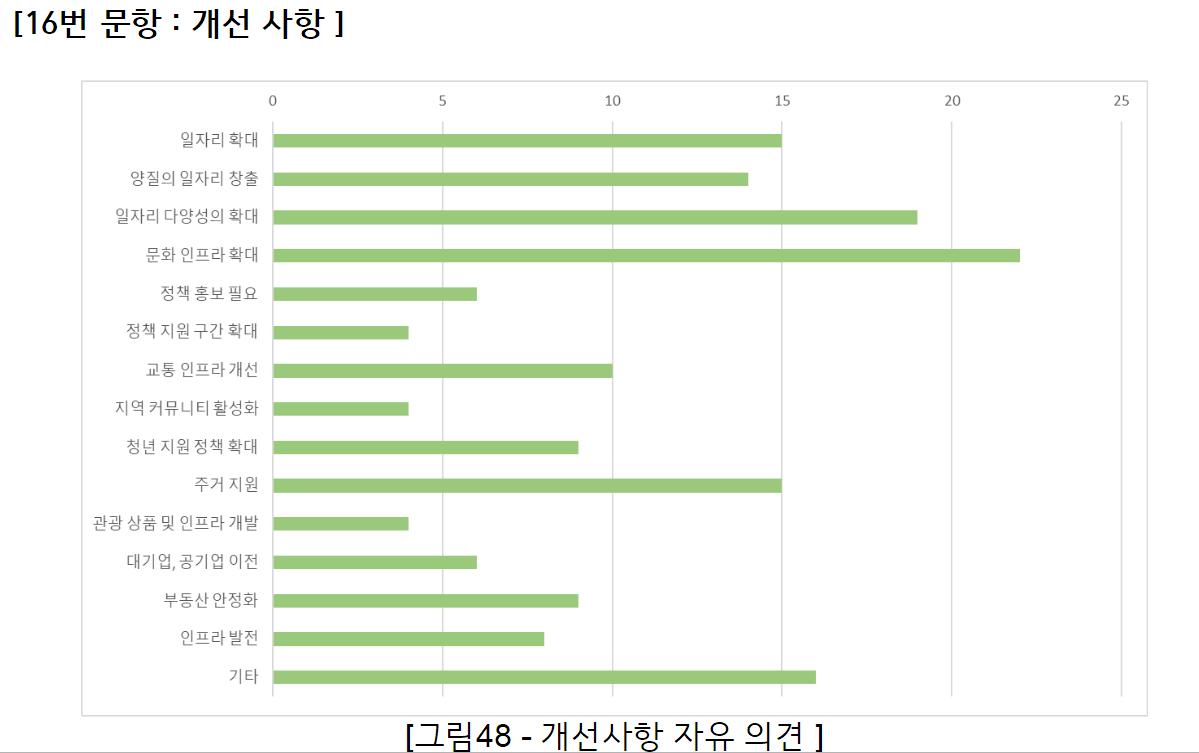 [16번 문항 : 개선 사항 ]
0 5 10 15 20 25
일자리 확대
양질의 일자리 창출
일자리 다양성의 확대
문화 인프라 확대
정책 홍보 필요
정책 지원 구간 확대
교통 인프라 개선
지역 커뮤니티 활성화
청년 지원 정책 확대
주거 지원
관광 상품 및 인프라 개발
대기업, 공기업 이전
부동산 안정화
인프라 발전
기타
[그림48 - 개선사항 자유 의견 ]